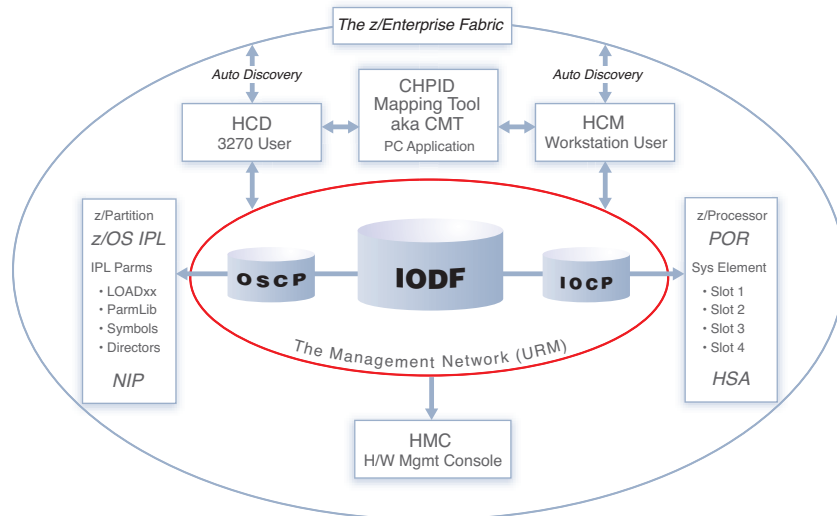 The z/Enterprise Fabric
Auto Discovery
Auto Discovery
HCD
3270 User
CHPID
Mapping Tool
aka CMT
PC Application
HCM
Workstation User
z/Partition
z/OS IPL
IPL Parms
• LOADxx
• ParmLib
• Symbols
• Directors
NIP
OSCP
IODF
IOCP
The Management Network (URM)
z/Processor
POR
Sys Element
• Slot 1
• Slot 2
• Slot 3
• Slot 4
HSA
HMC
H/W Mgmt Console